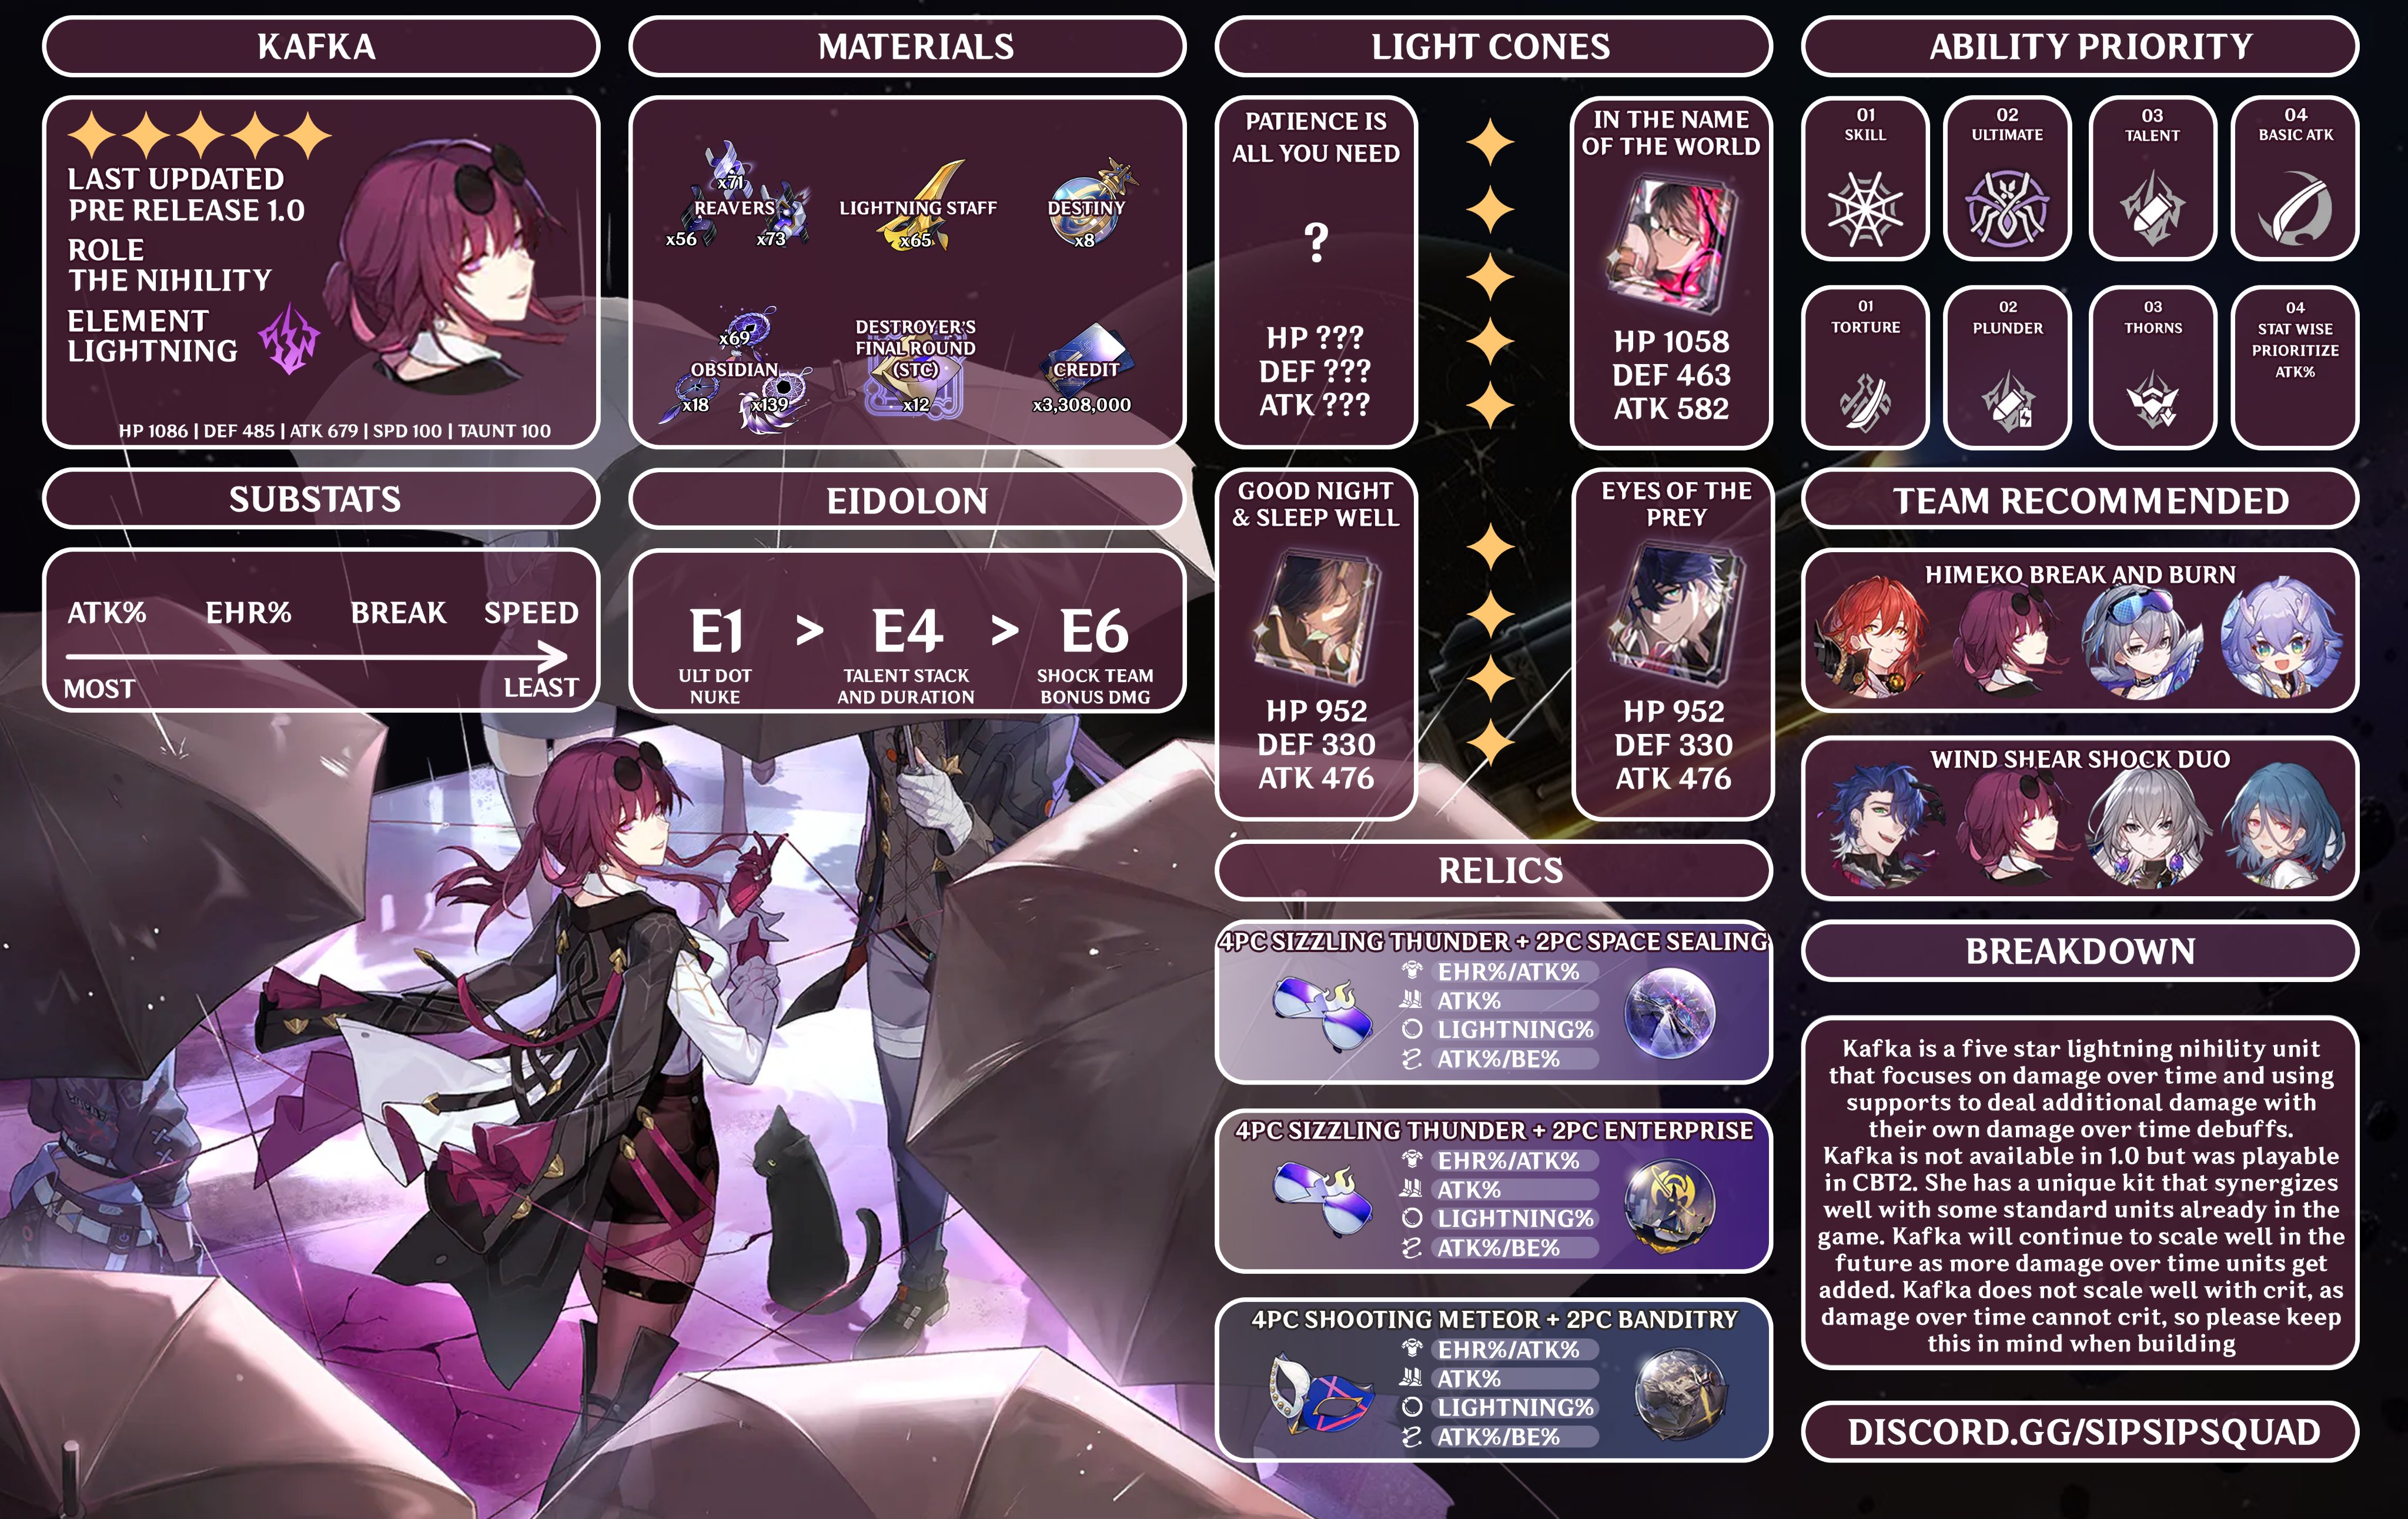 KAFKA
LAST UPDATED
PRE RELEASE 1.0
ROLE
THE NIHILITY
ELEMENT
LIGHTNING
HP 1086 | DEF 485 | ATK 679 | SPD 100 | TAUNT 100
SUBSTATS
ATK% EHR% BREAK SPEED
MOST LEAST
MATERIALS
x71
REAVERS
x56 x73
LIGHTNING STAFF
x65
DESTINY
x8
x69
OBSIDIAN
x18 x139
DESTROYER'S
FINAL ROUND
(STC)
x12
CREDIT
x3,308,000
EIDOLON
E1 > E4 > E6
ULT DOT
NUKE
TALENT STACK
AND DURATION
SHOCK TEAM
BONUS DMG
LIGHT CONES
PATIENCE IS
ALL YOU NEED
?
HP ???
DEF ???
ATK ???
IN THE NAME
OF THE WORLD
HP 1058
DEF 463
ATK 582
GOOD NIGHT
& SLEEP WELL
HP 952
DEF 330
ATK 476
EYES OF THE
PREY
HP 952
DEF 330
ATK 476
RELICS
4PC SIZZLING THUNDER + 2PC SPACE SEALING
EHR%/ATK%
ATK%
LIGHTNING%
ATK%/BE%
4PC SIZZLING THUNDER + 2PC ENTERPRISE
EHR%/ATK%
ATK%
LIGHTNING%
ATK%/BE%
4PC SHOOTING METEOR + 2PC BANDITRY
EHR%/ATK%
ATK%
LIGHTNING%
ATK%/BE%
ABILITY PRIORITY
01
SKILL
02
ULTIMATE
03
TALENT
04
BASIC ATK
01
TORTURE
02
PLUNDER
03
THORNS
04
STAT WISE
PRIORITIZE
ATK%
TEAM RECOMMENDED
HIMEKO BREAK AND BURN
WIND SHEAR SHOCK DUO
BREAKDOWN
Kafka is a five star lightning nihility unit
that focuses on damage over time and using
supports to deal additional damage with
their own damage over time debuffs.
Kafka is not available in 1.0 but was playable
in CBT2. She has a unique kit that synergizes
well with some standard units already in the
game. Kafka will continue to scale well in the
future as more damage over time units get
added. Kafka does not scale well with crit, as
damage over time cannot crit, so please keep
this in mind when building
DISCORD.GG/SIPSIPSQUAD